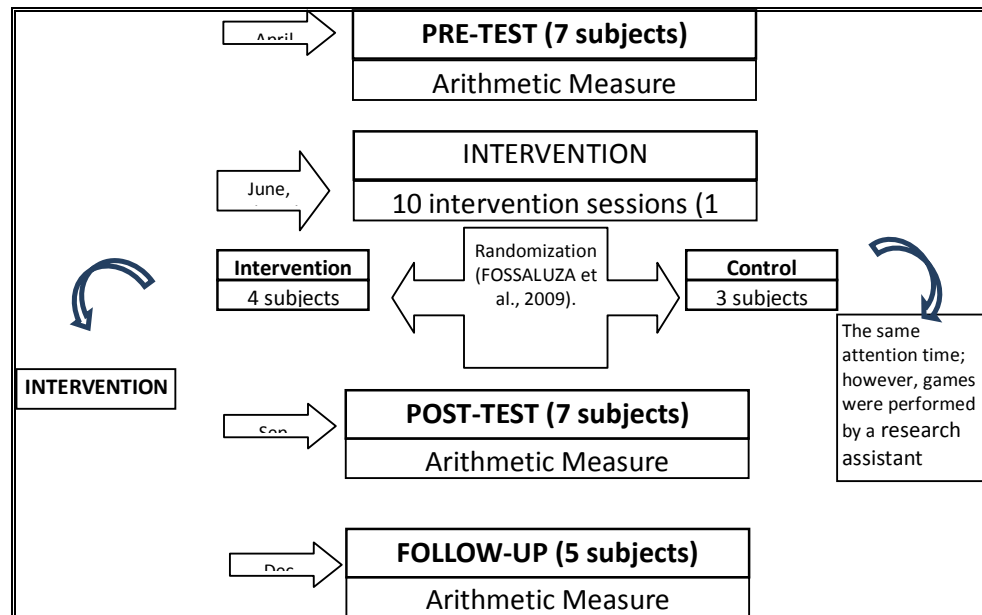 April
PRE-TEST (7 subjects)
Arithmetic Measure
INTERVENTION
June,
10 intervention sessions (1
Randomization
(FOSSALUZA et
al., 2009).
Intervention
4 subjects
Control
3 subjects
The same
attention time;
however, games
were performed
by a research
assistant
INTERVENTION
Sep
POST-TEST (7 subjects)
Arithmetic Measure
Dec
FOLLOW-UP (5 subjects)
Arithmetic Measure